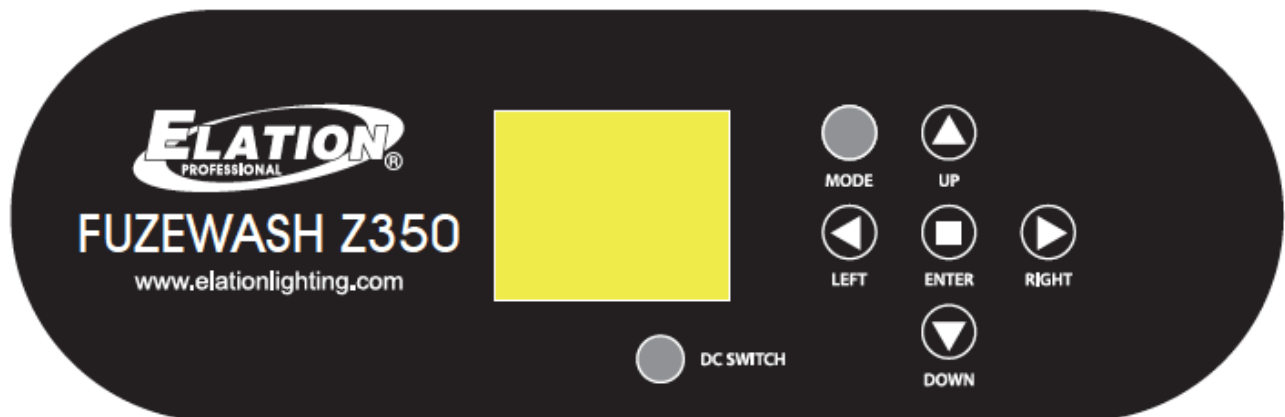 ELATION®
PROFESSIONAL
FUZEWASH Z350
www.elationlighting.com
MODE UP
LEFT ENTER RIGHT
DC SWITCH
DOWN